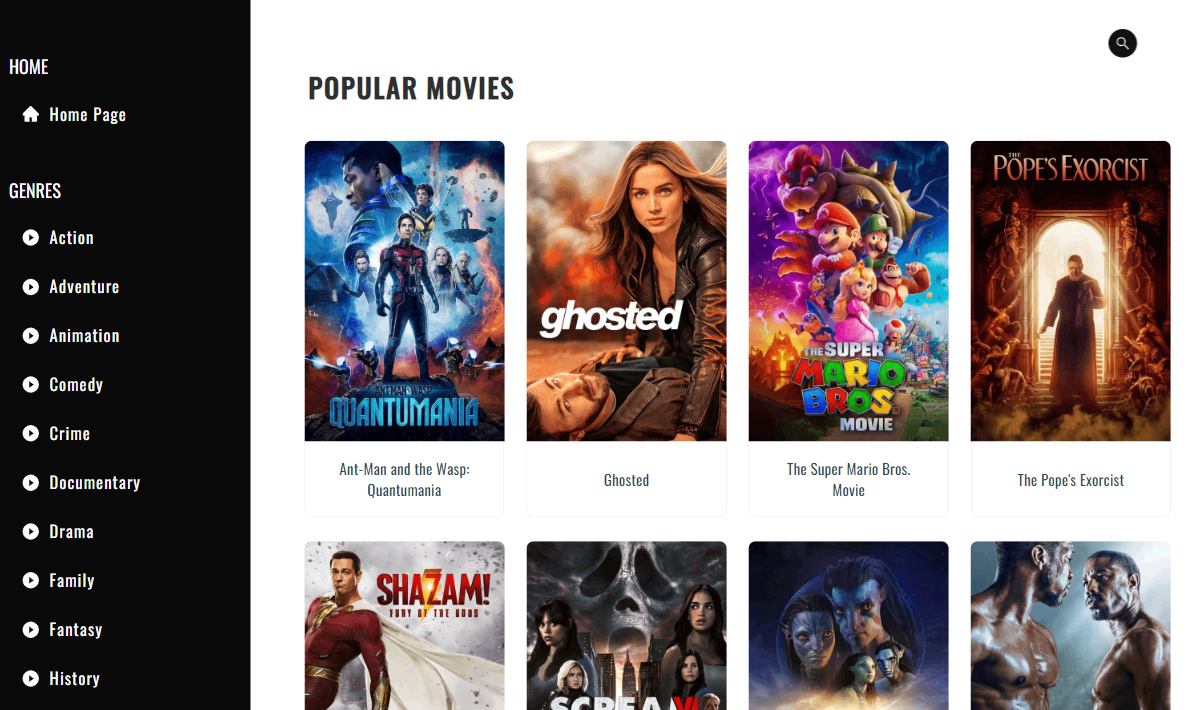 HOME
Home Page
GENRES
Action
Adventure
Animation
Comedy
Crime
Documentary
Drama
Family
Fantasy
History
POPULAR MOVIES
ANT-MAN AND THE WASP
QUANTUMANIA
Ant-Man and the Wasp:
Quantumania
ghosted
Ghosted
THE SUPER
MARIO
BROS.
MOVIE
The Super Mario Bros.
Movie
THE
POPE'S EXORCIST
The Pope's Exorcist
SHAZAM!
FURY OF THE GODS
SCREAM VI